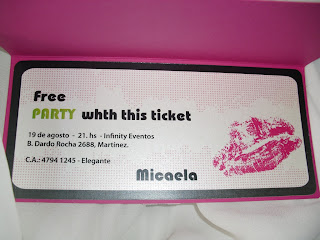 Free
PARTY whth this ticket
19 de agosto - 21. hs - Infinity Eventos
B. Dardo Rocha 2688, Martínez.
C.A.: 4794 1245 - Elegante
Micaela